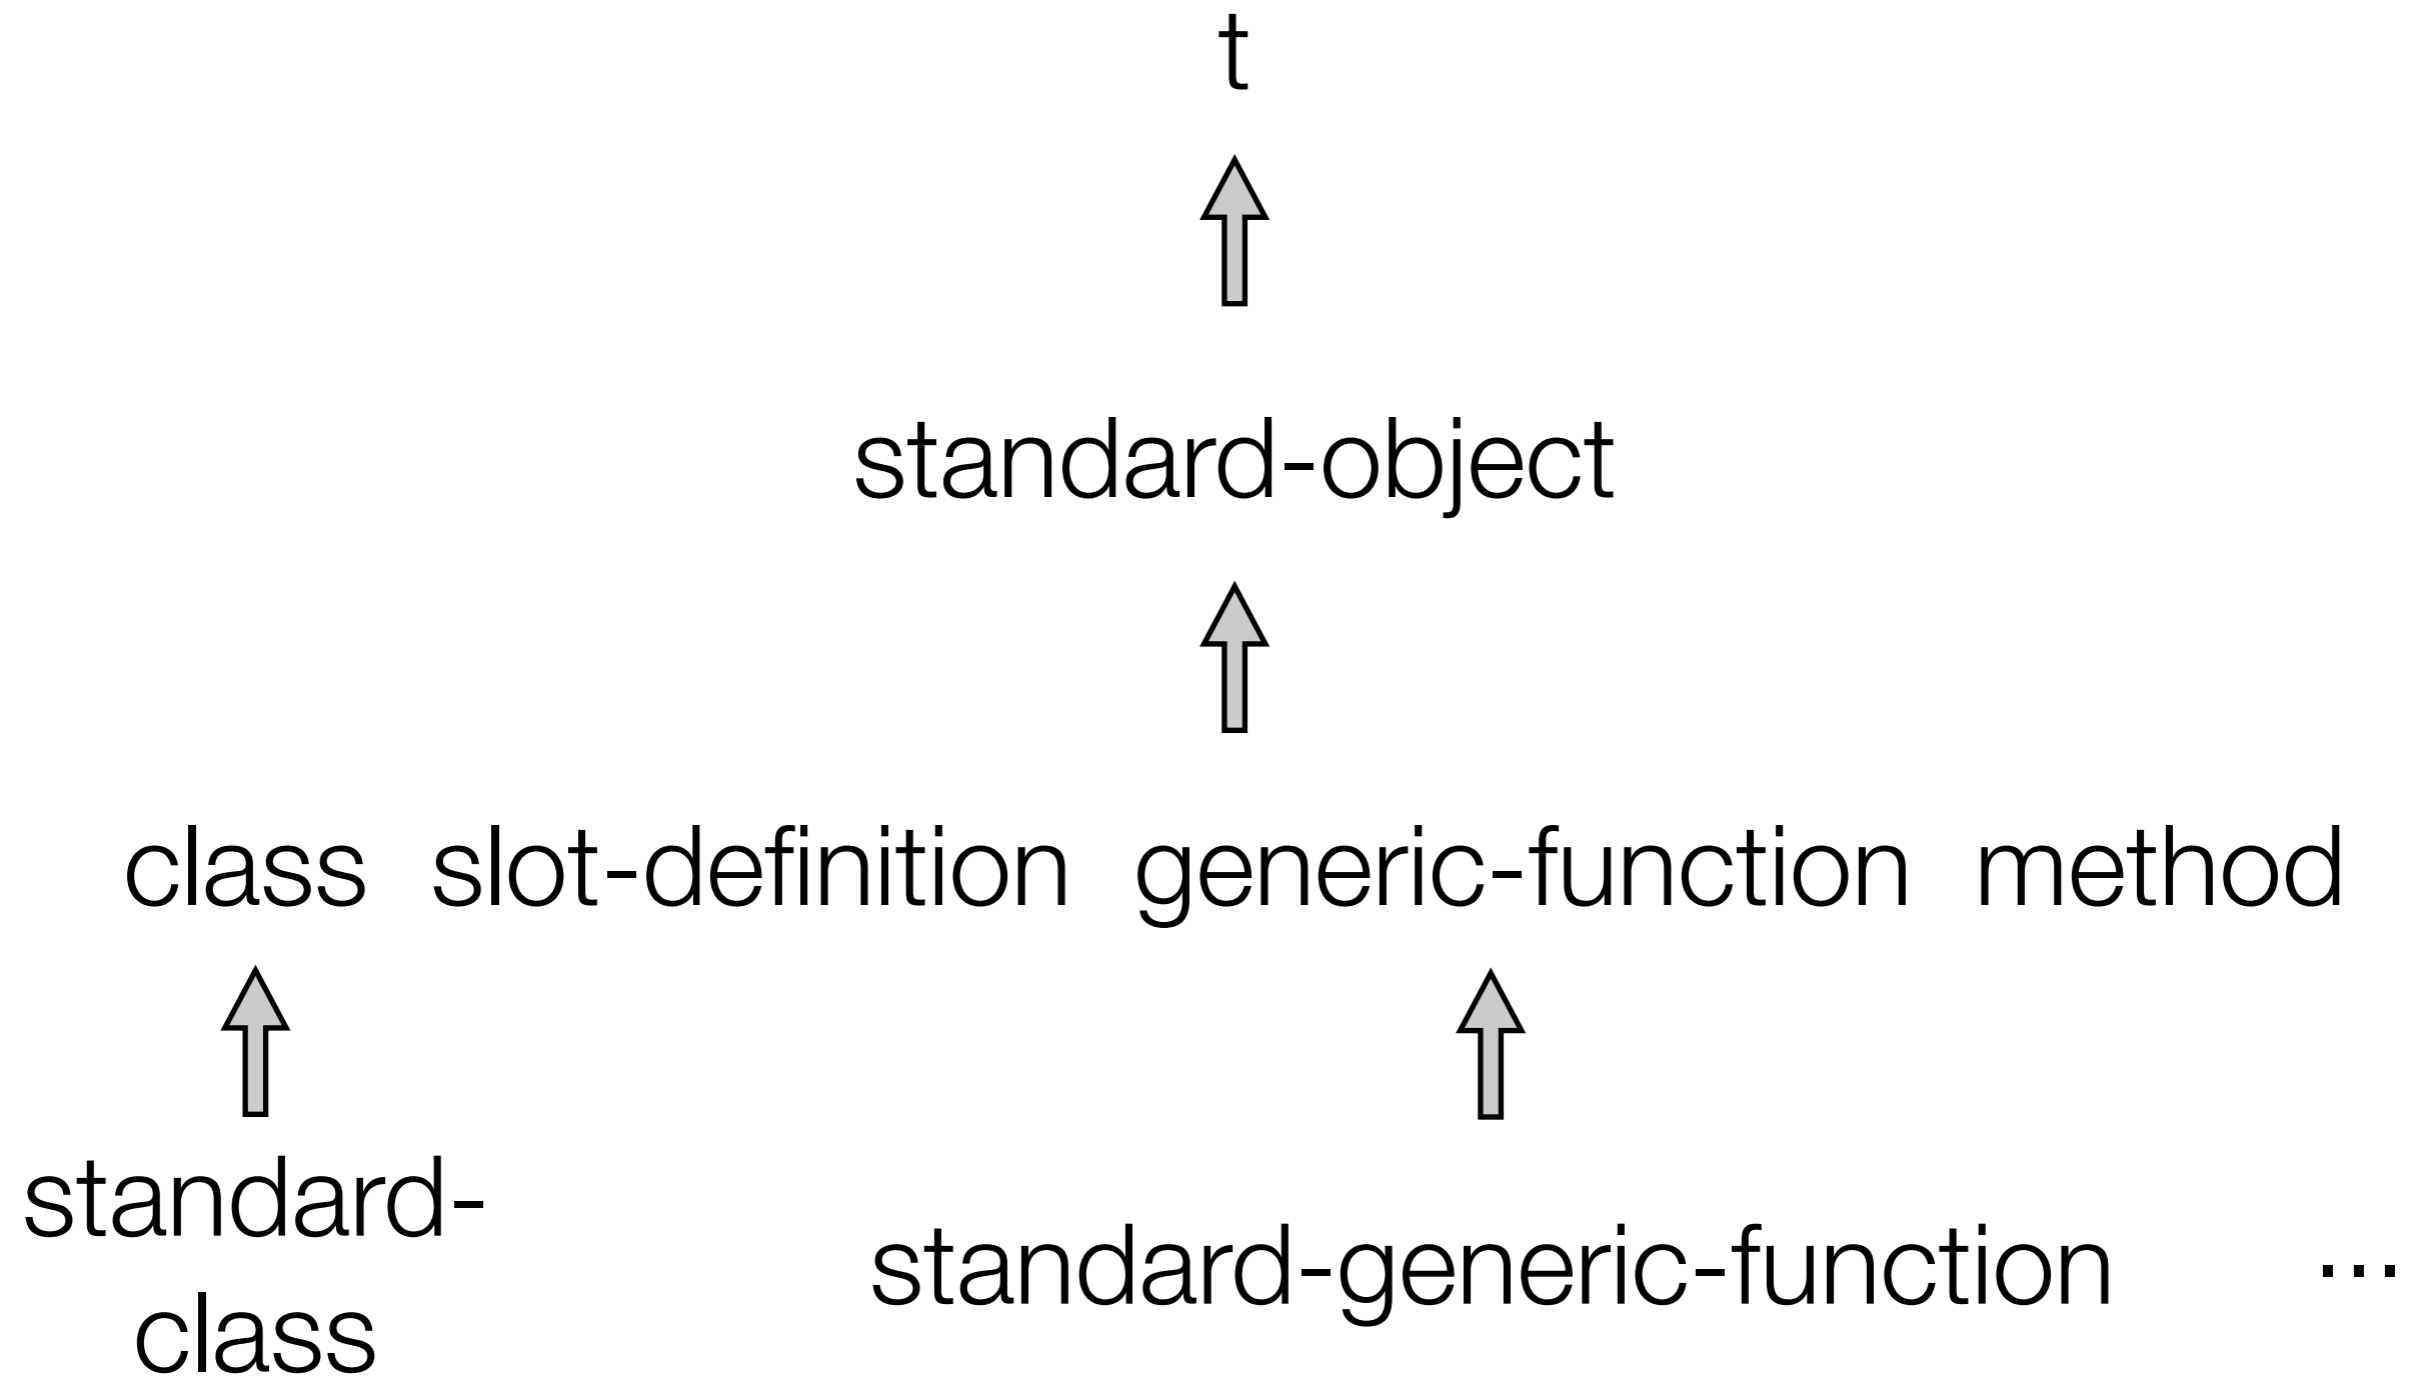 t
standard-object
class slot-definition generic-function method
standard-
class
standard-generic-function ...